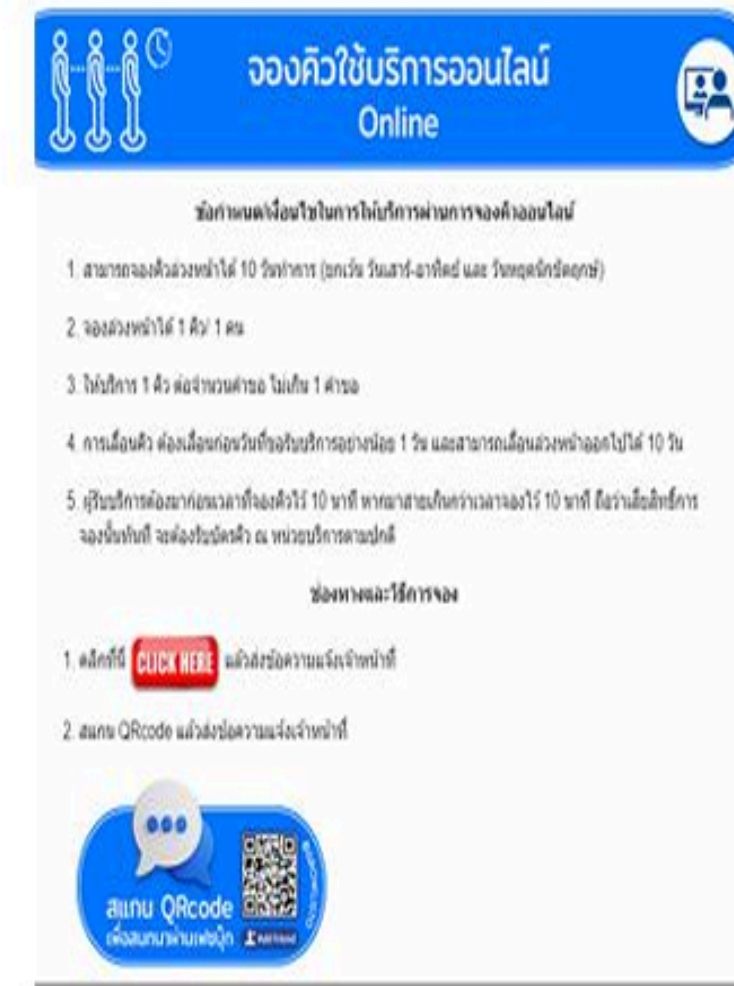 จองคิวใช้บริการออนไลน์
Online
ข้อกำหนด/เงื่อนไขในการให้บริการผ่านการจองคิวออนไลน์
1. สามารถจองคิวล่วงหน้าได้ 10 วันทำการ (ยกเว้น วันเสาร์-อาทิตย์ และ วันหยุดนักขัตฤกษ์)
2. จองล่วงหน้าได้ 1 คิว/ 1 คน
3. ให้บริการ 1 คิว ต่อจำนวนคำขอ ไม่เกิน 1 คำขอ
4. การเลื่อนคิว ต้องเลื่อนก่อนวันที่ขอรับบริการอย่างน้อย 1 วัน และสามารถเลื่อนล่วงหน้าออกไปได้ 10 วัน
5. ผู้รับบริการต้องมาก่อนเวลาที่จองคิวไว้ 10 นาที หากมาสายเกินกว่าเวลาจองไว้ 10 นาที ถือว่าเสียสิทธิ์การ
จองนั้นทันที จะต้องรับบัตรคิว ณ หน่วยบริการตามปกติ
ช่องทางและวิธีการจอง
1. คลิกที่นี่ CLICK HERE แล้วส่งข้อความแจ้งเจ้าหน้าที่
2. สแกน QRcode แล้วส่งข้อความแจ้งเจ้าหน้าที่
สแกน QRcode
เพื่อสนทนาผ่านเฟซบุ๊ก